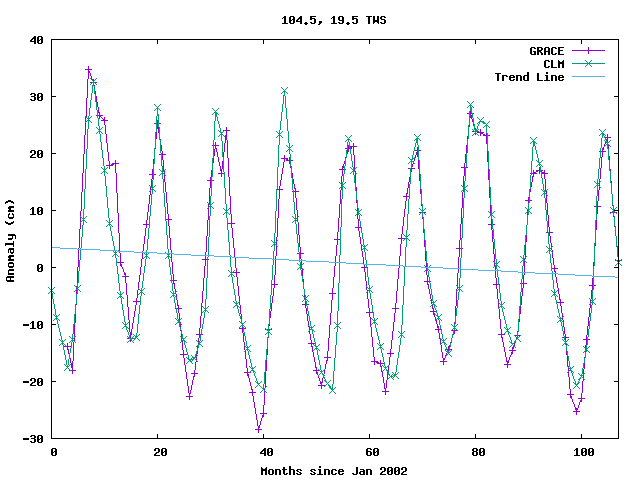 104.5, 19.5 TWS
GRACE
CLM
Trend Line
40
30
20
10
0
-10
-20
-30
Anomaly (cm)
0 20 40 60 80 100
Months since Jan 2002